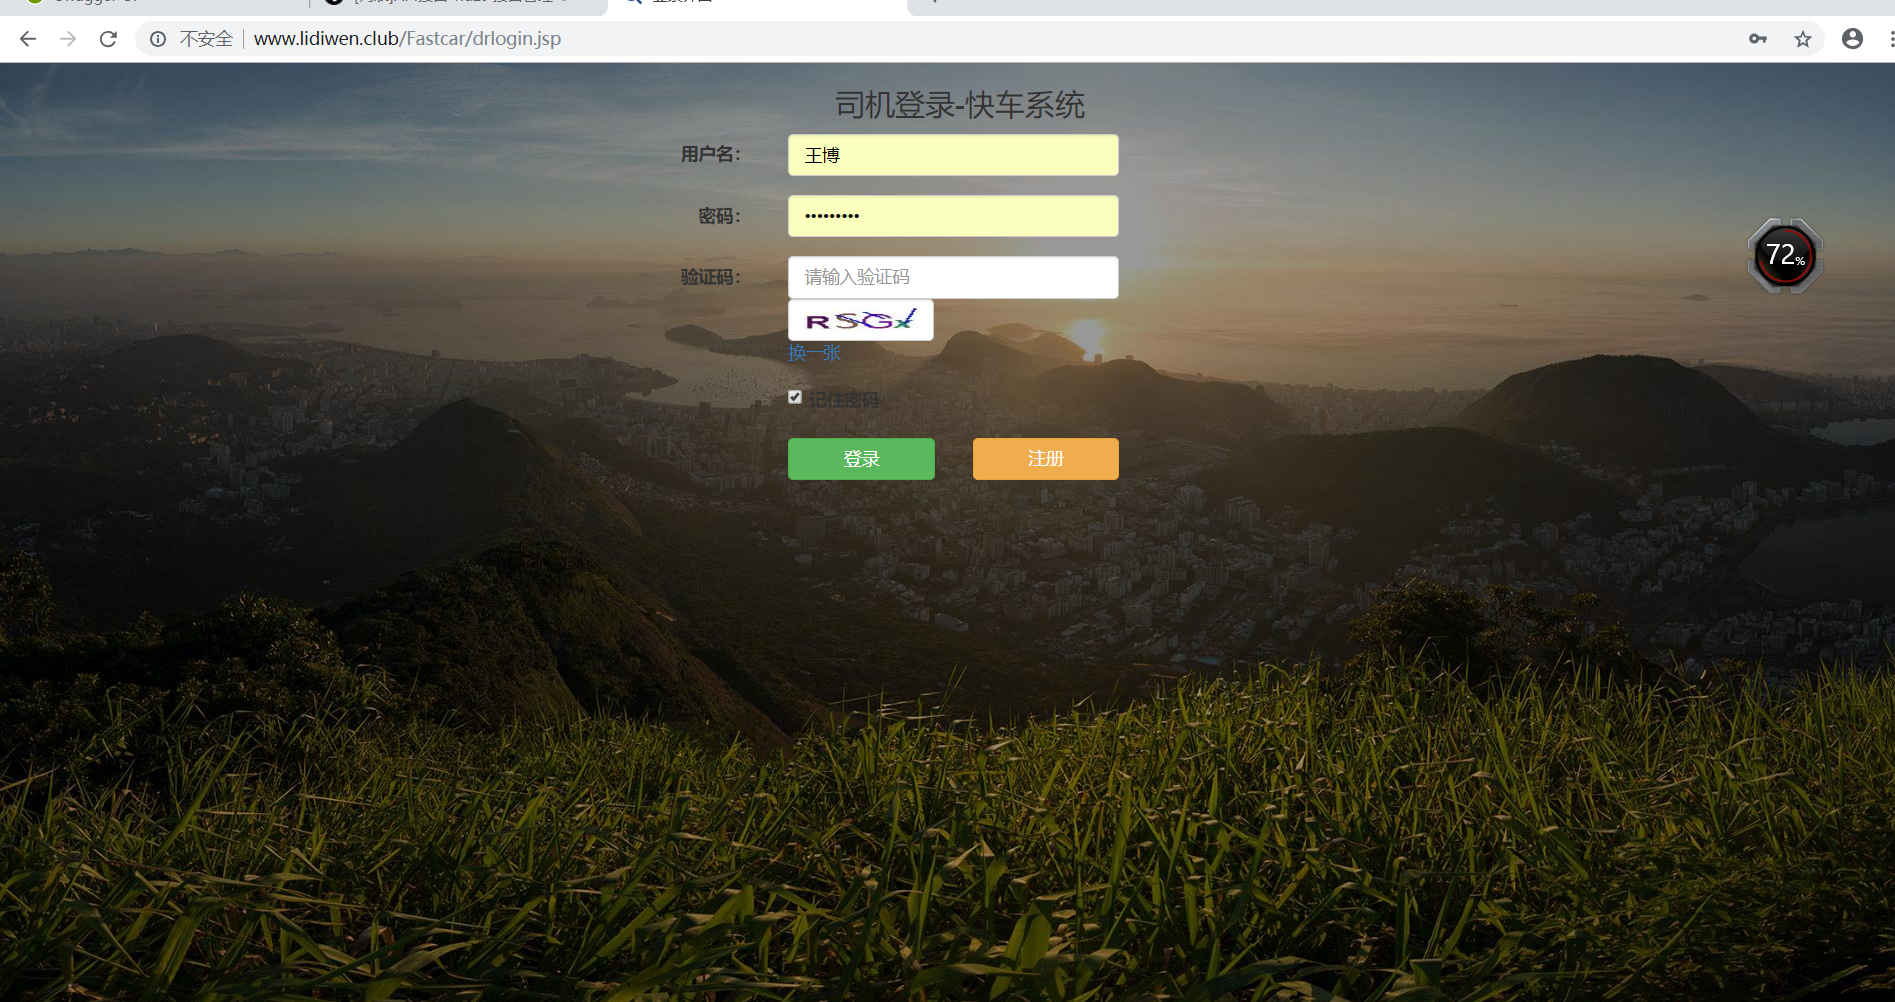 不安全 www.lidiwen.club/Fastcar/drlogin.jsp
司机登录-快车系统
用户名：
王博
密码：
•••••••••
验证码：
请输入验证码
RSGx
换一张
记住密码
登录
注册
72%